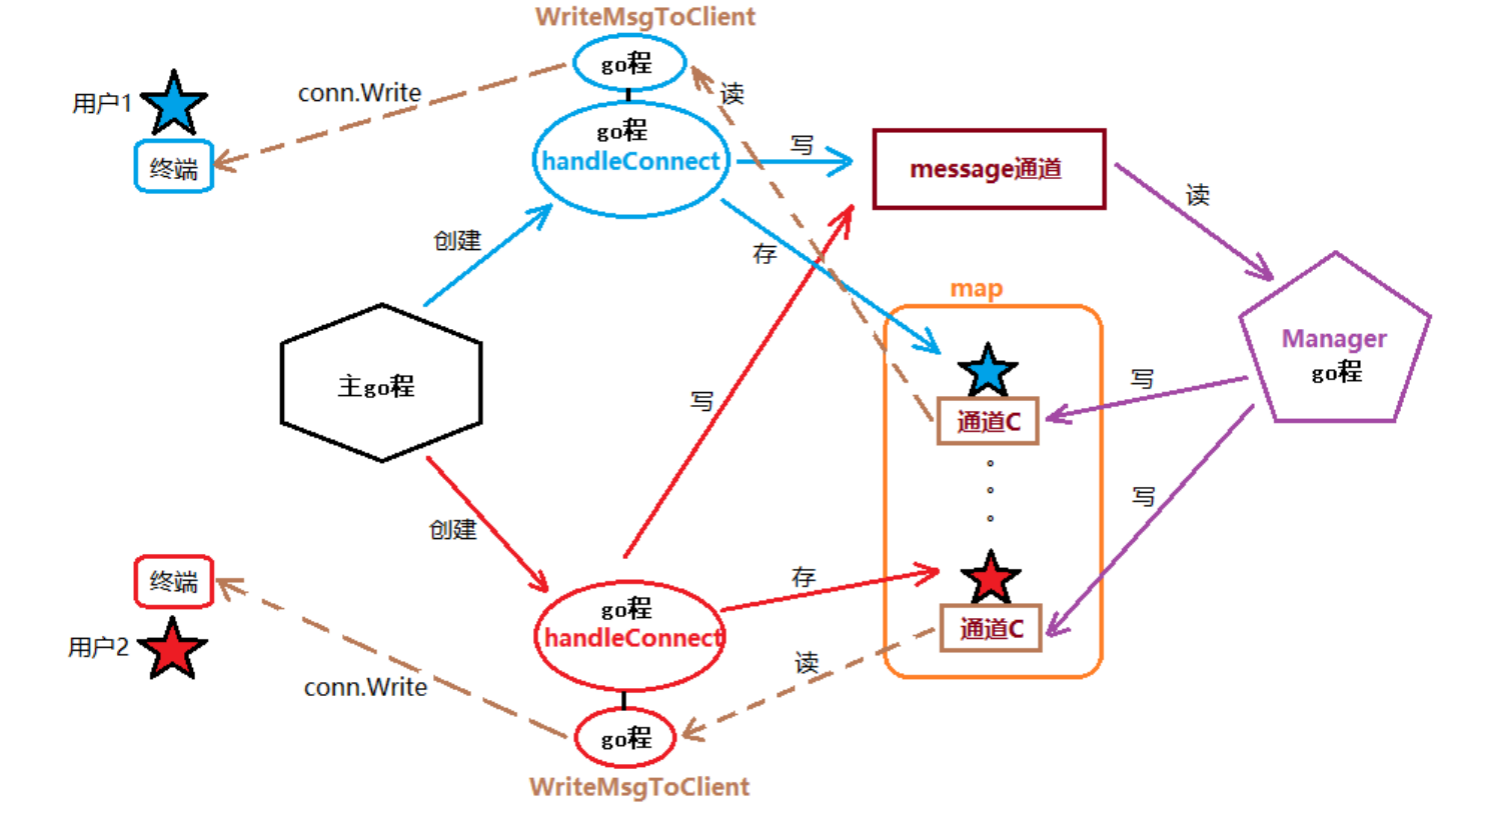 WriteMsgToClient
go程
用户1
conn.Write
读
终端
go程
handleConnect
写
message通道
读
创建
存
map
主go程
Manager
go程
写
写
通道C
写
创建
存
终端
go程
handleConnect
通道C
用户2
读
conn.Write
go程
WriteMsgToClient